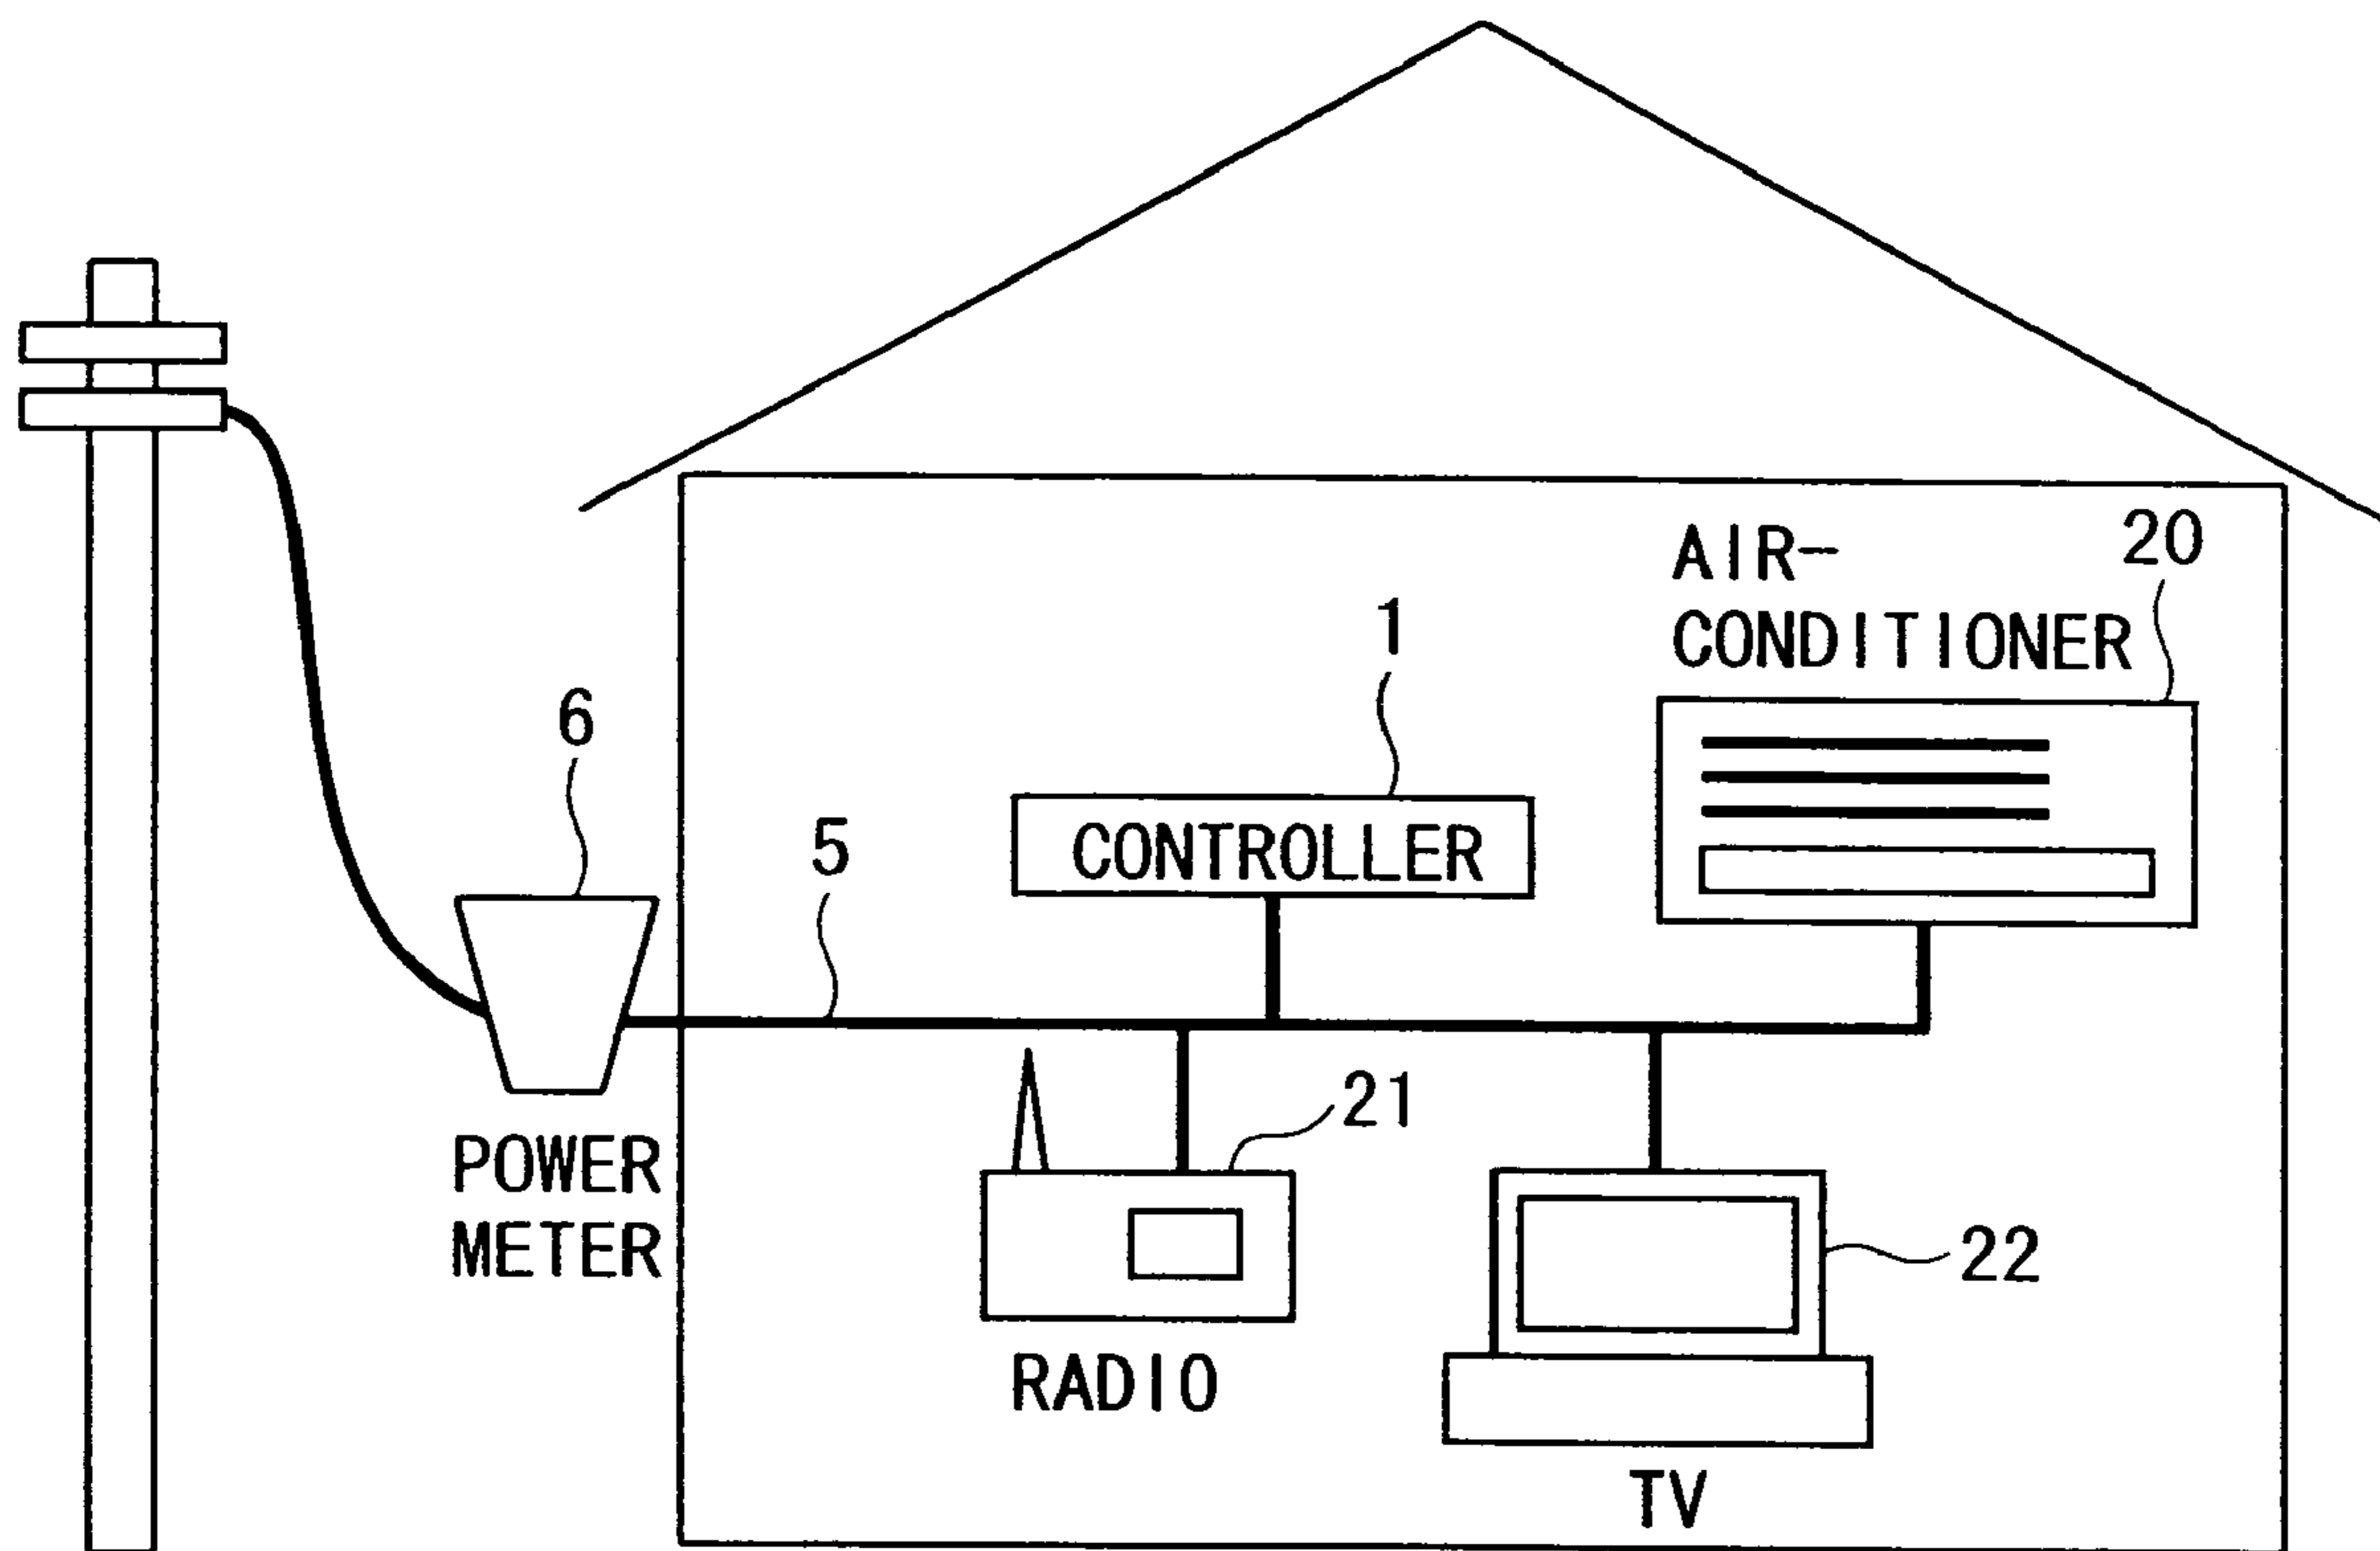 AIR-
CONDITIONER
20
1
6
CONTROLLER
5
21
POWER
METER
22
RADIO
TV